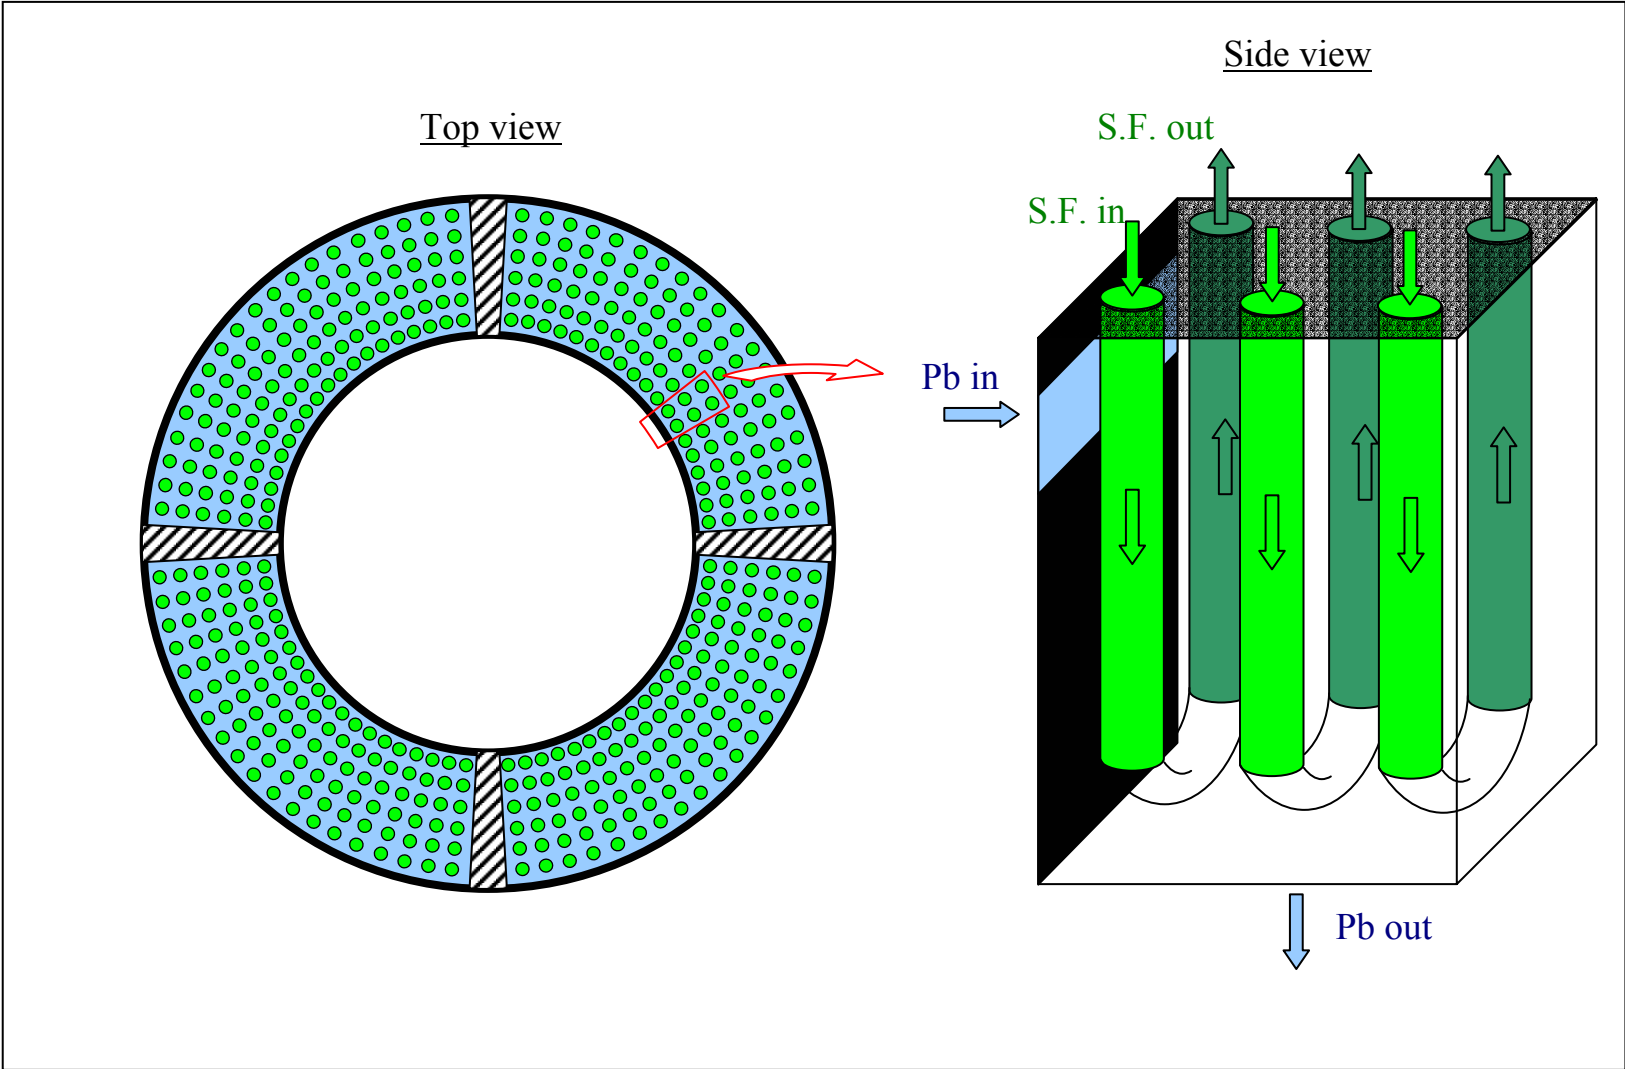 Side view
Top view
S.F. out
S.F. in
Pb in
Pb out